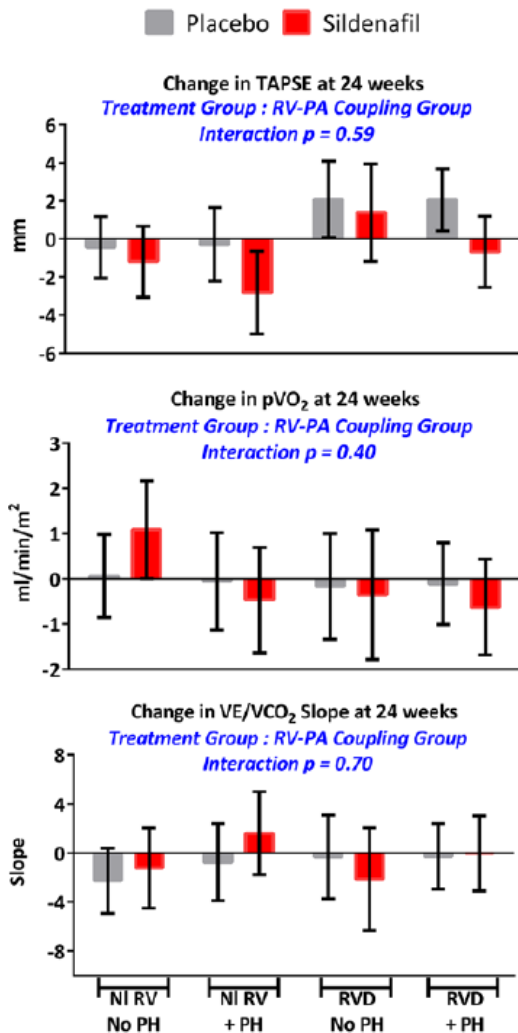 Placebo Sildenafil
Change in TAPSE at 24 weeks
Treatment Group : RV-PA Coupling Group
Interaction p = 0.59
6
4
2
0
-2
-4
-6
mm
Change in pVO₂ at 24 weeks
Treatment Group : RV-PA Coupling Group
Interaction p = 0.40
3
2
1
0
-1
-2
ml/min/m²
Change in VE/VCO₂ Slope at 24 weeks
Treatment Group : RV-PA Coupling Group
Interaction p = 0.70
8
4
0
-4
-8
Slope
Nl RV Nl RV RVD RVD
No PH + PH No PH + PH